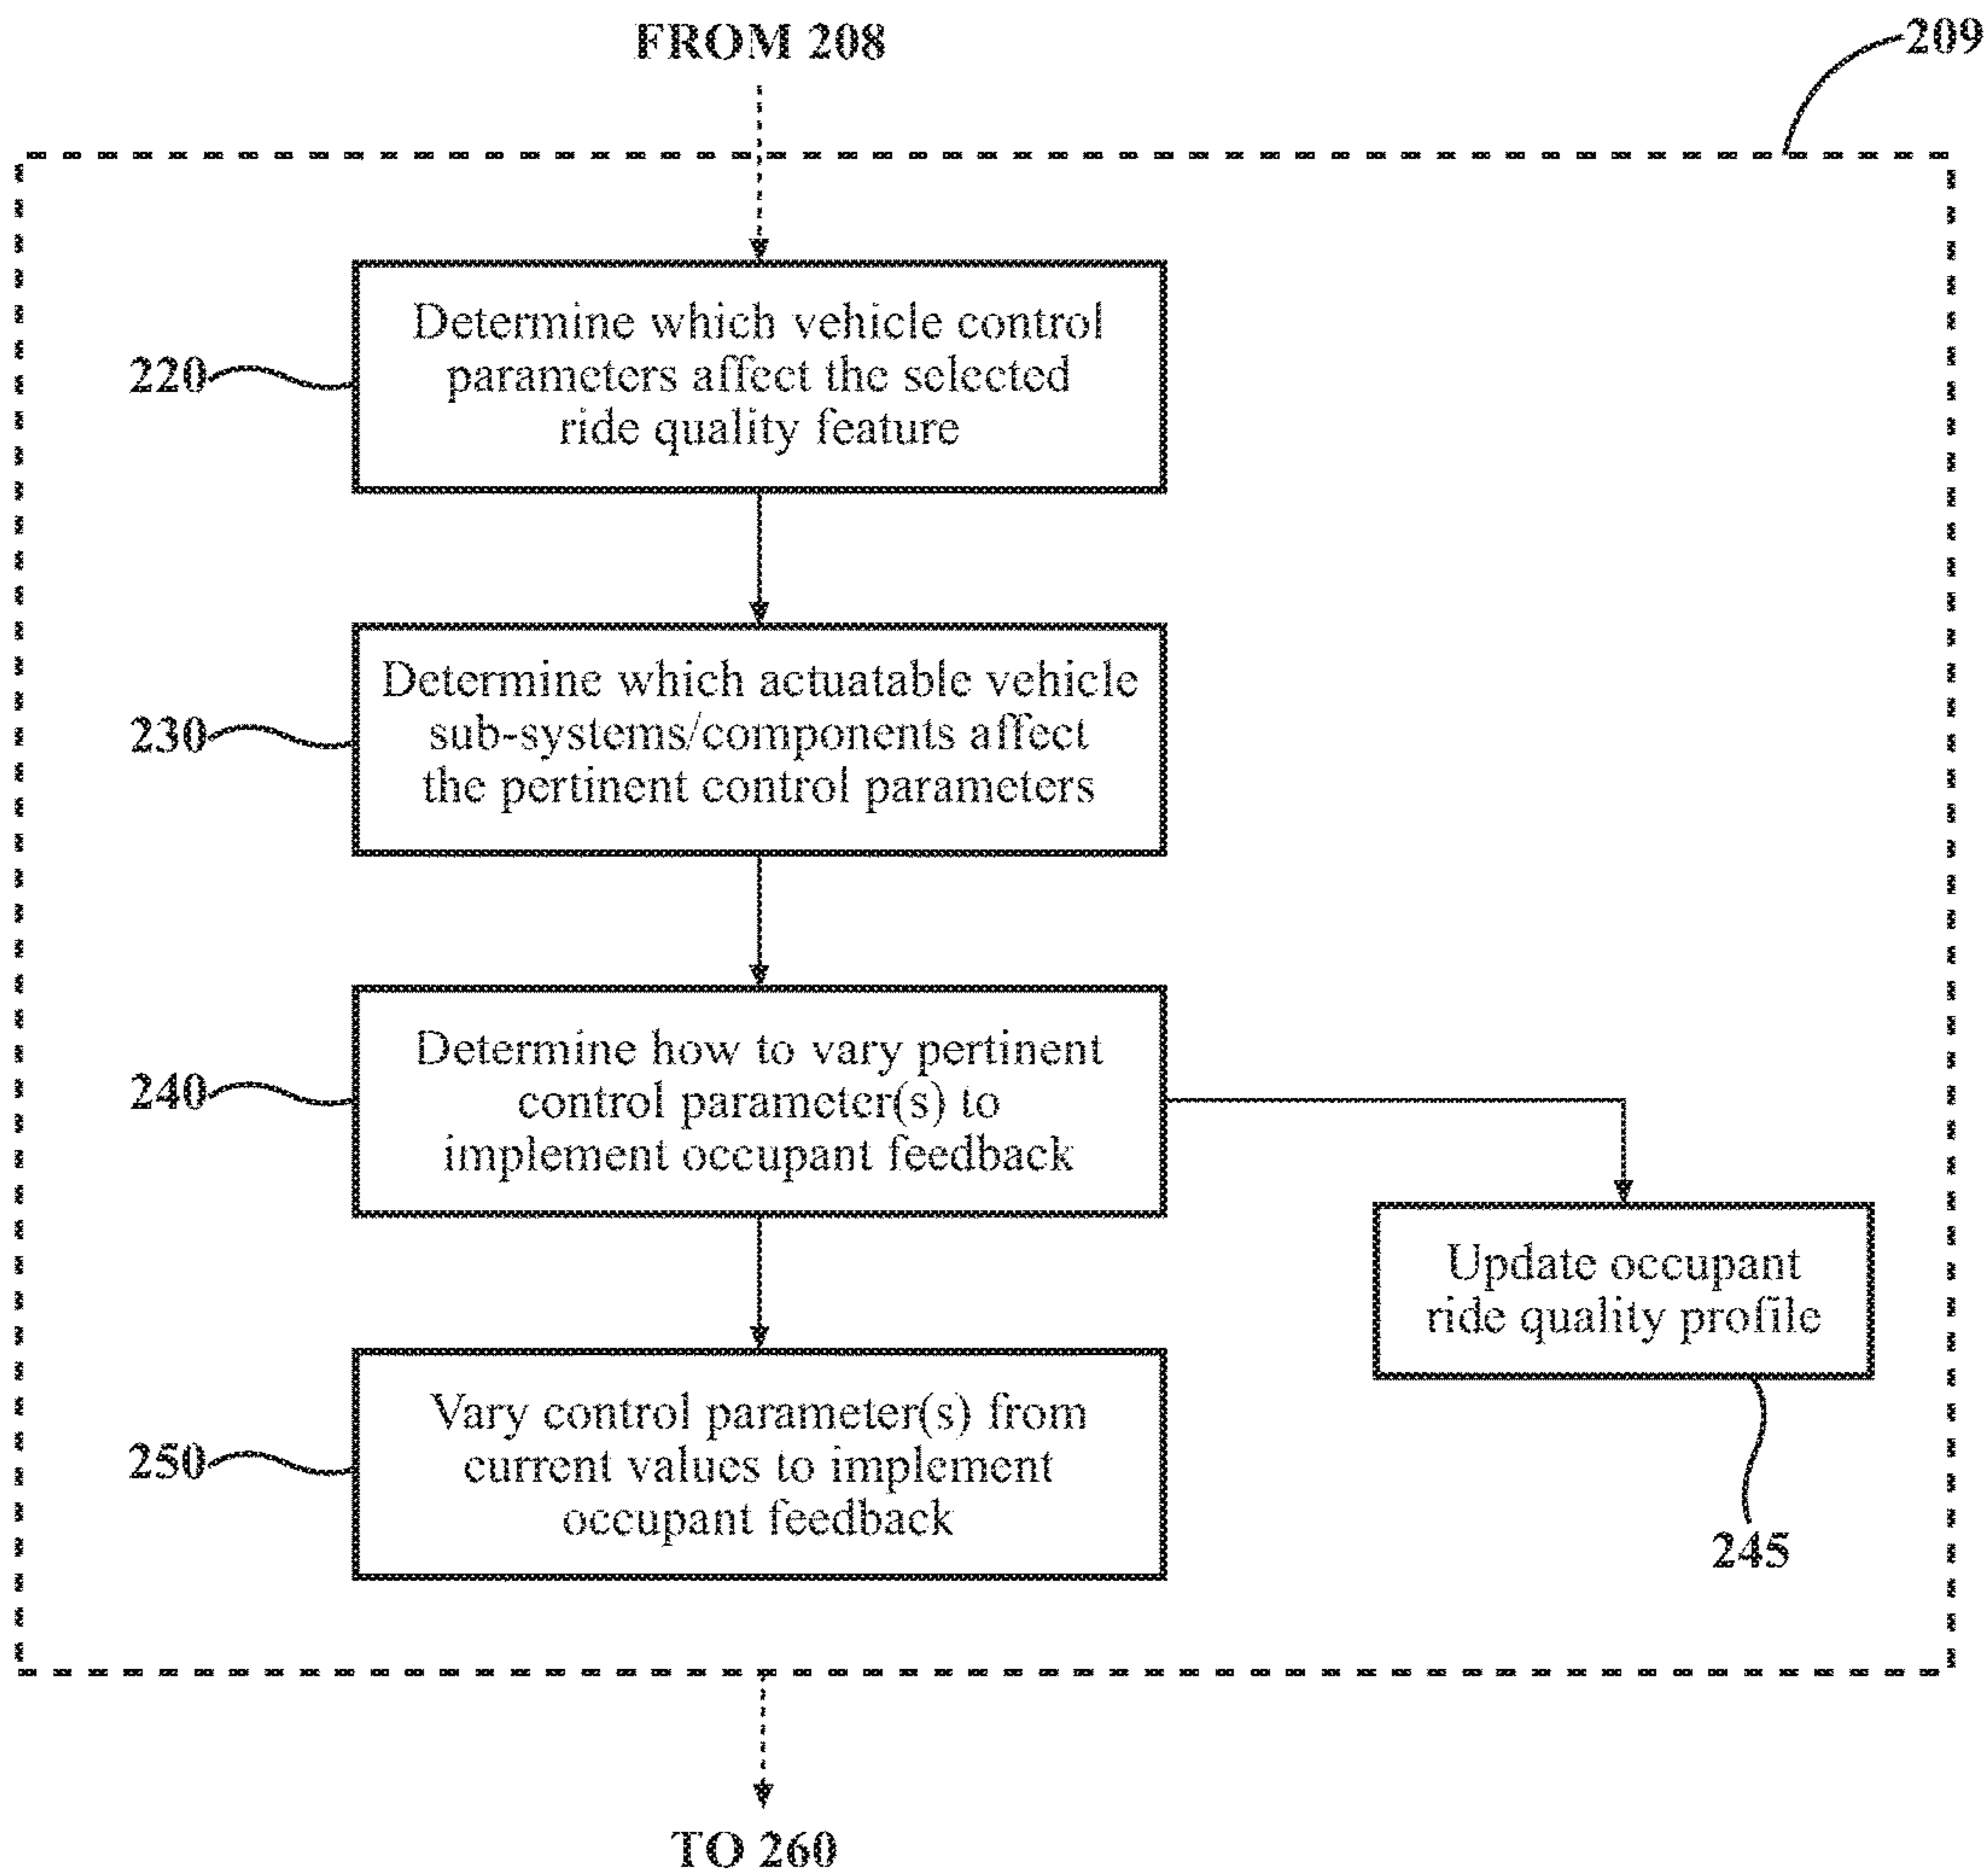 FROM 208
209
220
Determine which vehicle control
parameters affect the selected
ride quality feature
230
Determine which actuatable vehicle
sub-systems/components affect
the pertinent control parameters
240
Determine how to vary pertinent
control parameter(s) to
implement occupant feedback
Update occupant
ride quality profile
245
250
Vary control parameter(s) from
current values to implement
occupant feedback
TO 260